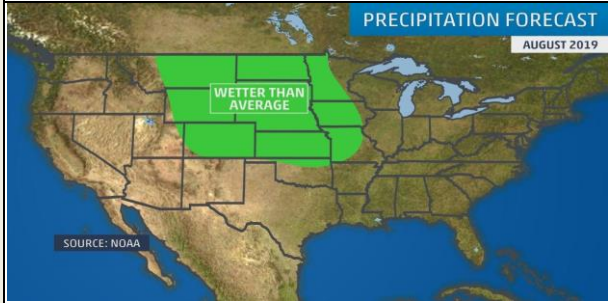 PRECIPITATION FORECAST
AUGUST 2019
WETTER THAN
AVERAGE
SOURCE: NOAA